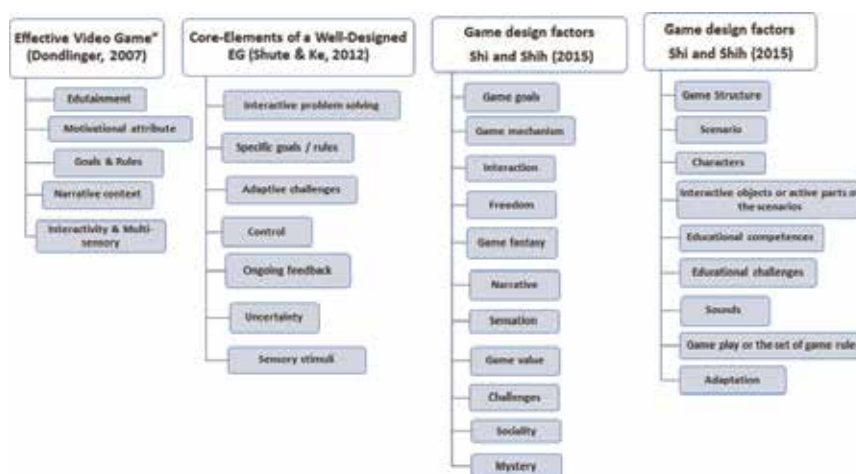 Effective Video Game"
(Dondlinger, 2007)
Edutainment
Motivational attribute
Goals & Rules
Narrative context
Interactivity & Multi-
sensory
Core-Elements of a Well-Designed
EG (Shute & Ke, 2012)
Interactive problem solving
Specific goals / rules
Adaptive challenges
Control
Ongoing feedback
Uncertainty
Sensory stimuli
Game design factors
Shi and Shih (2015)
Game goals
Game mechanism
Interaction
Freedom
Game fantasy
Narrative
Sensation
Game value
Challenges
Sociality
Mystery
Game design factors
Shi and Shih (2015)
Game Structure
Scenario
Characters
Interactive objects or active parts o
the scenarios
Educational competences
Educational challenges
Sounds
Game play or the set of game rule
Adaptation